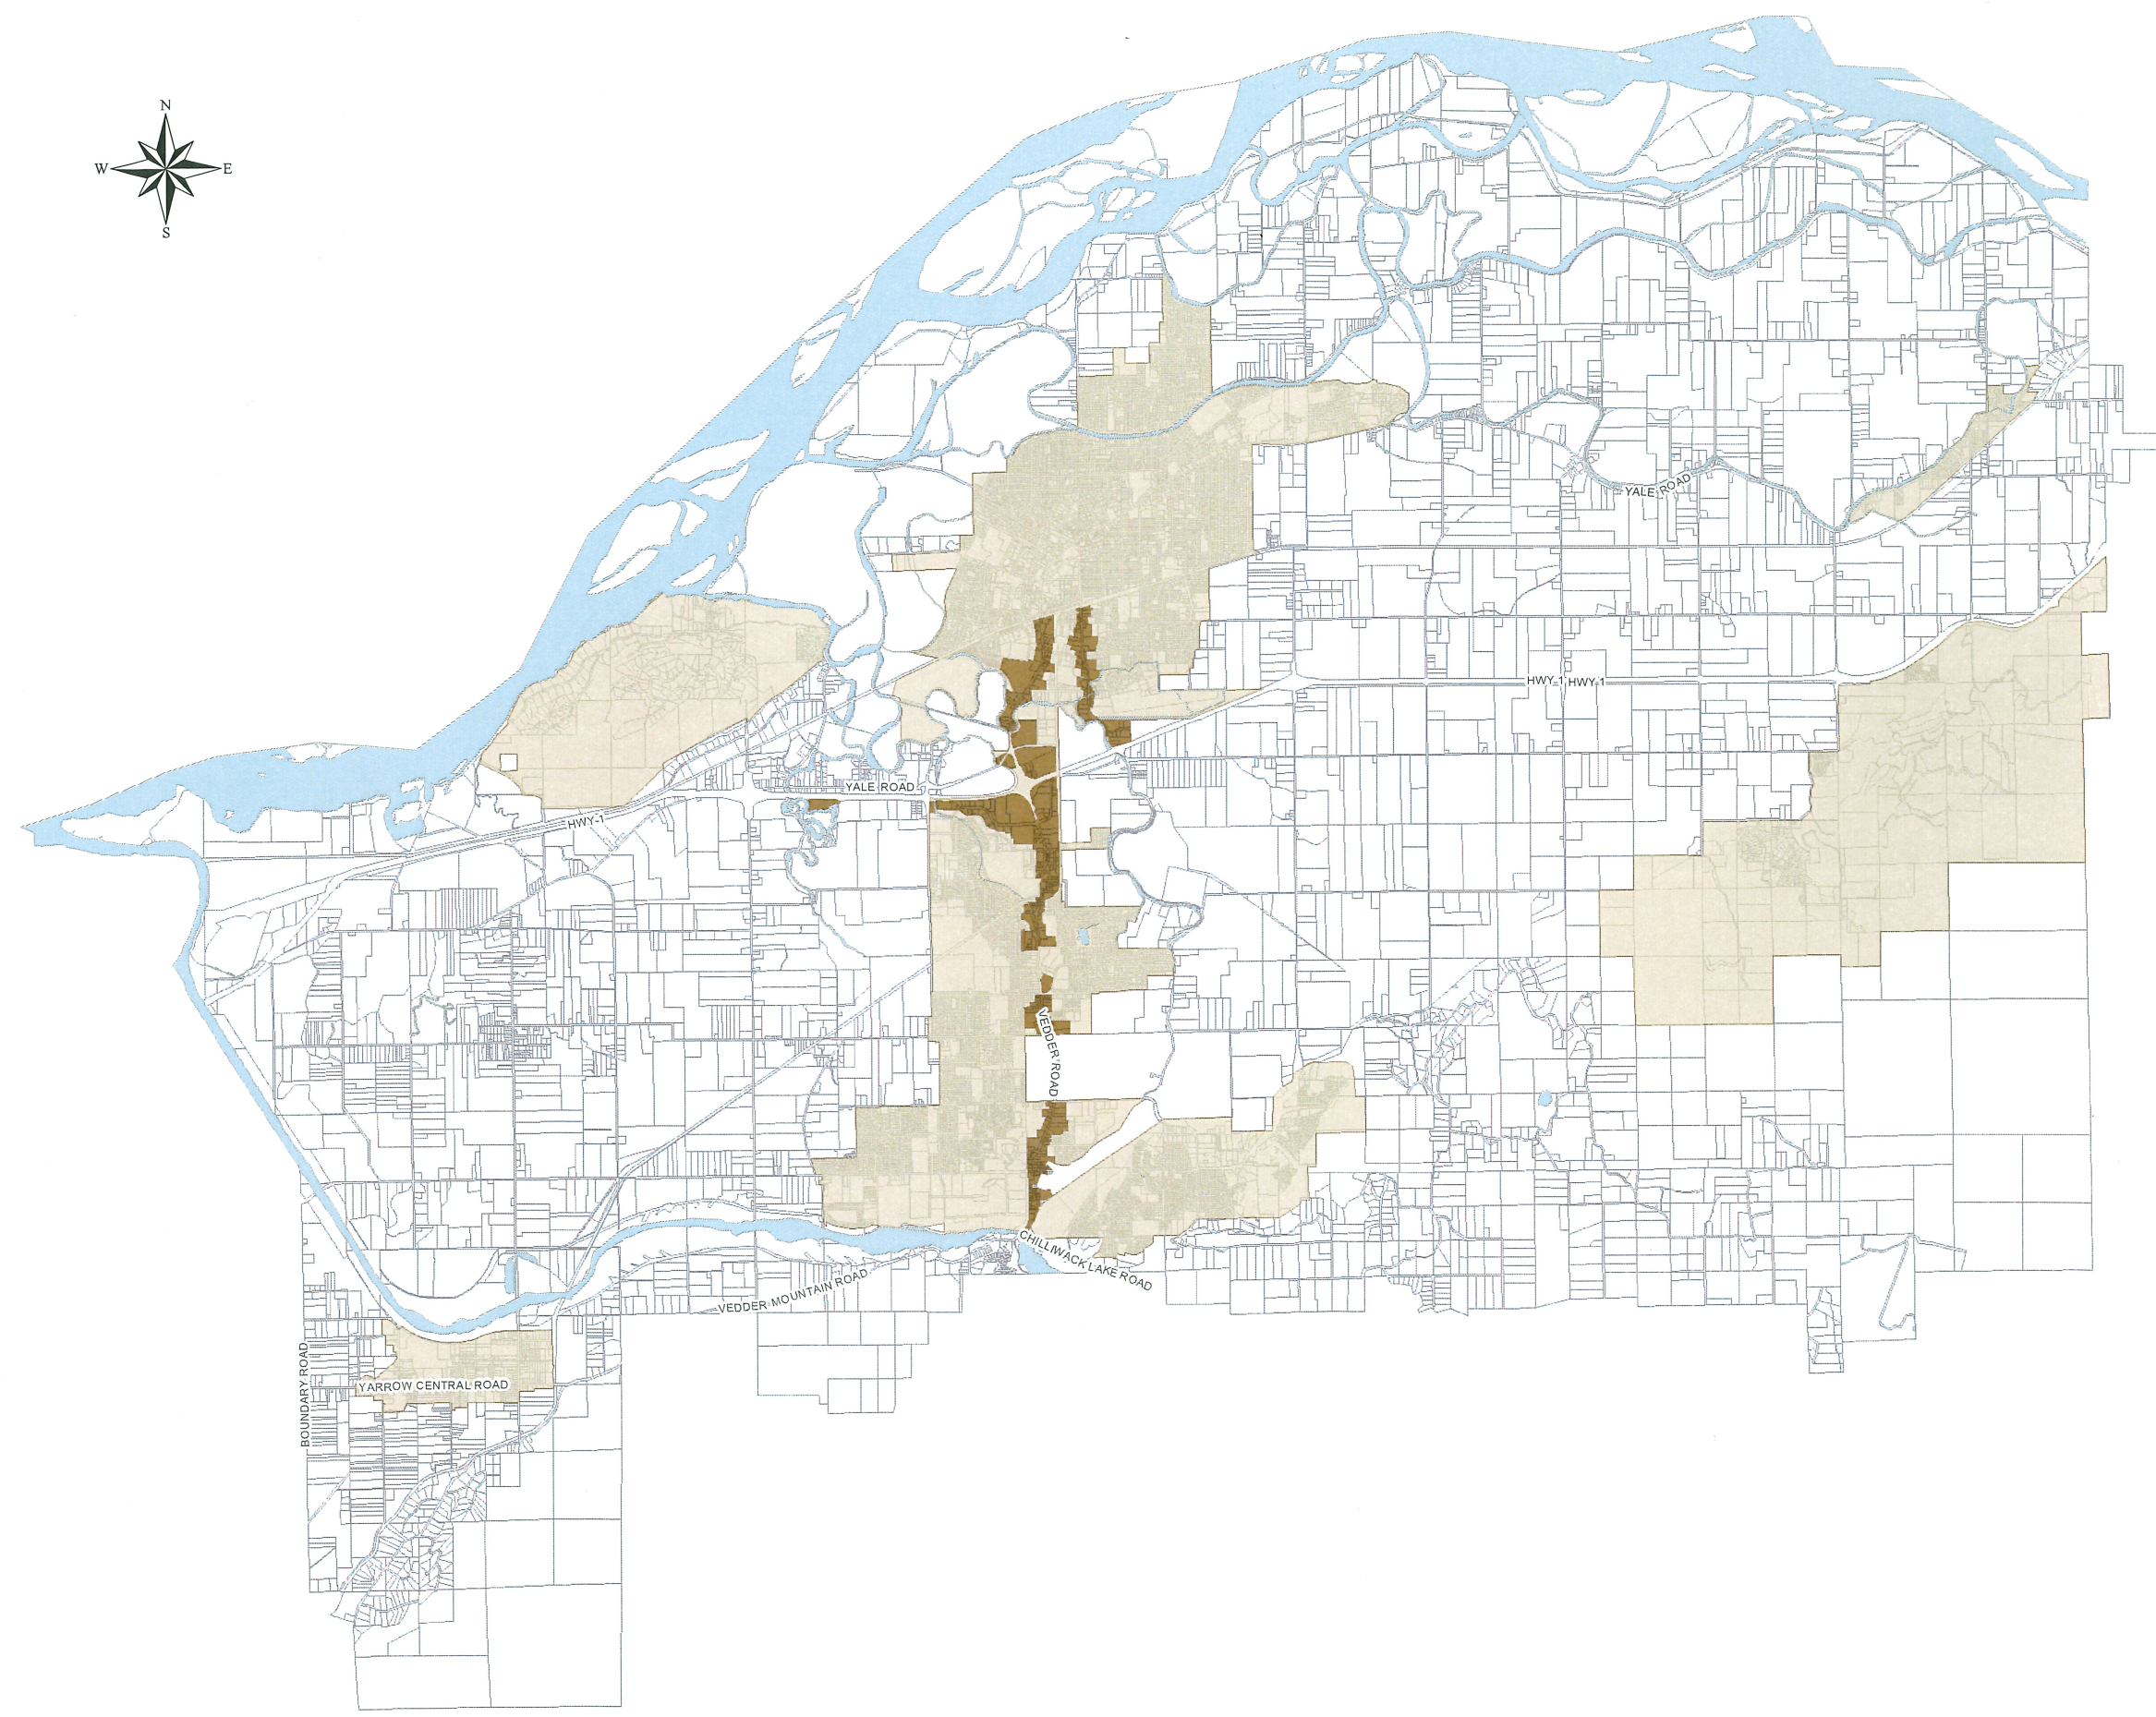 N
W E
S
YALE ROAD
HWY 1 HWY 1
YALE ROAD
HWY-1
VEDDER ROAD
CHILLIWACK LAKE ROAD
VEDDER MOUNTAIN ROAD
BOUNDARY ROAD
YARROW CENTRAL ROAD